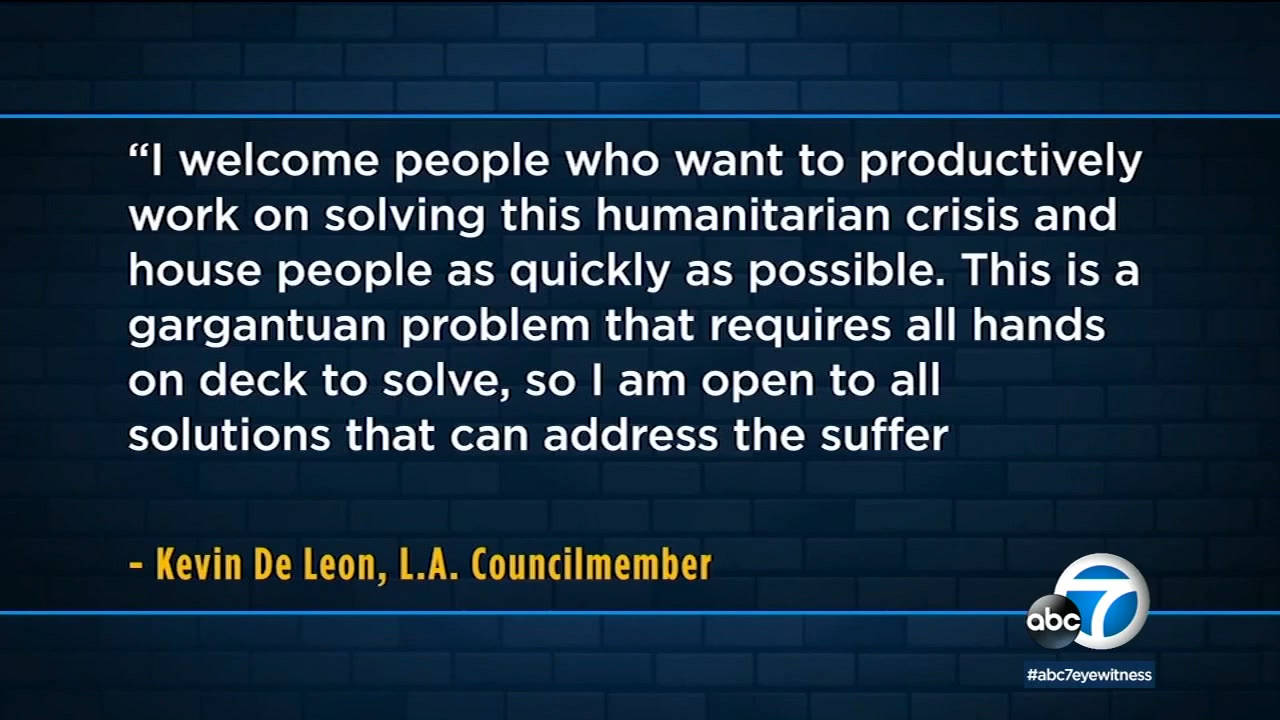 “I welcome people who want to productively
work on solving this humanitarian crisis and
house people as quickly as possible. This is a
gargantuan problem that requires all hands
on deck to solve, so I am open to all
solutions that can address the suffer
- Kevin De Leon, L.A. Councilmember
abc 7
#abc7eyewitness